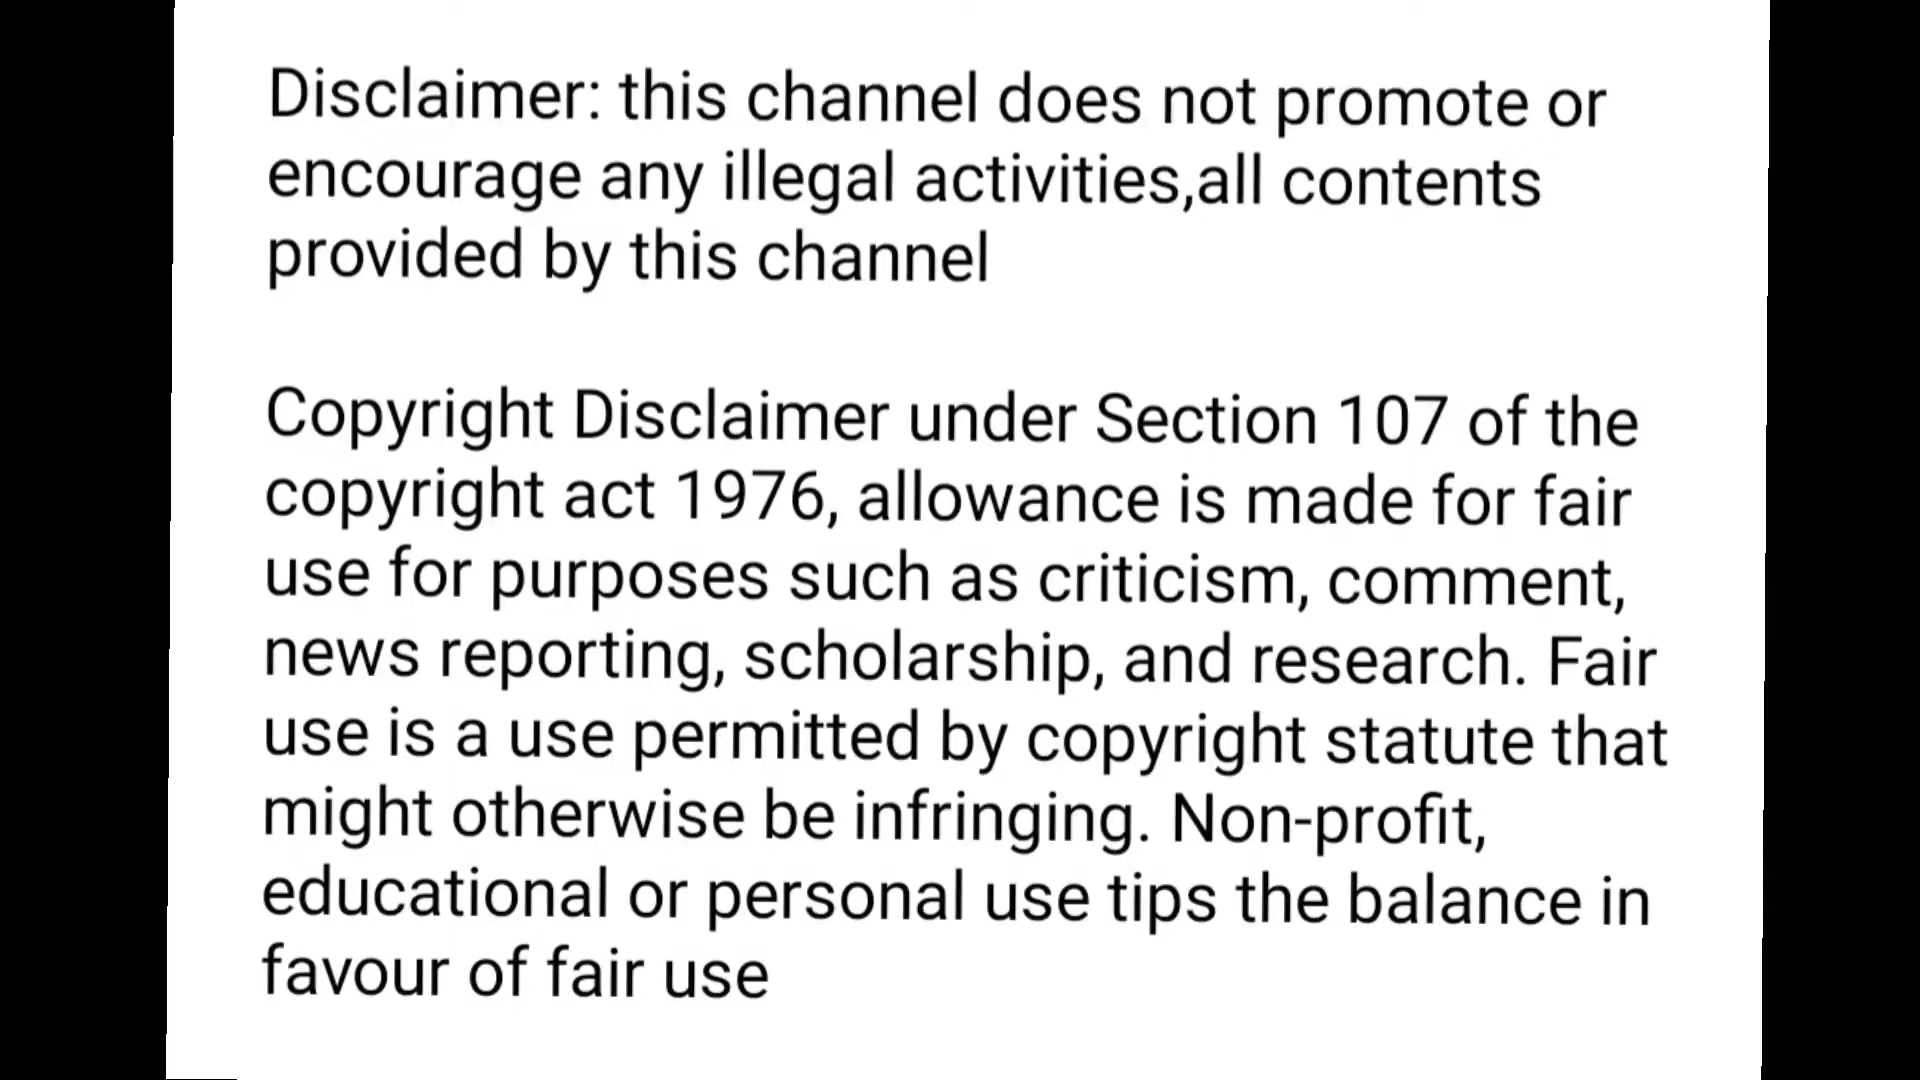 Disclaimer: this channel does not promote or
encourage any illegal activities,all contents
provided by this channel
Copyright Disclaimer under Section 107 of the
copyright act 1976, allowance is made for fair
use for purposes such as criticism, comment,
news reporting, scholarship, and research. Fair
use is a use permitted by copyright statute that
might otherwise be infringing. Non-profit,
educational or personal use tips the balance in
favour of fair use